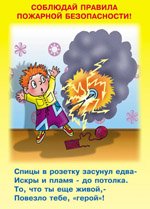 СОБЛЮДАЙ ПРАВИЛА
ПОЖАРНОЙ БЕЗОПАСНОСТИ!
Спицы в розетку засунул едва-
Искры и пламя - до потолка.
То, что ты еще живой,-
Повезло тебе, «герой»!